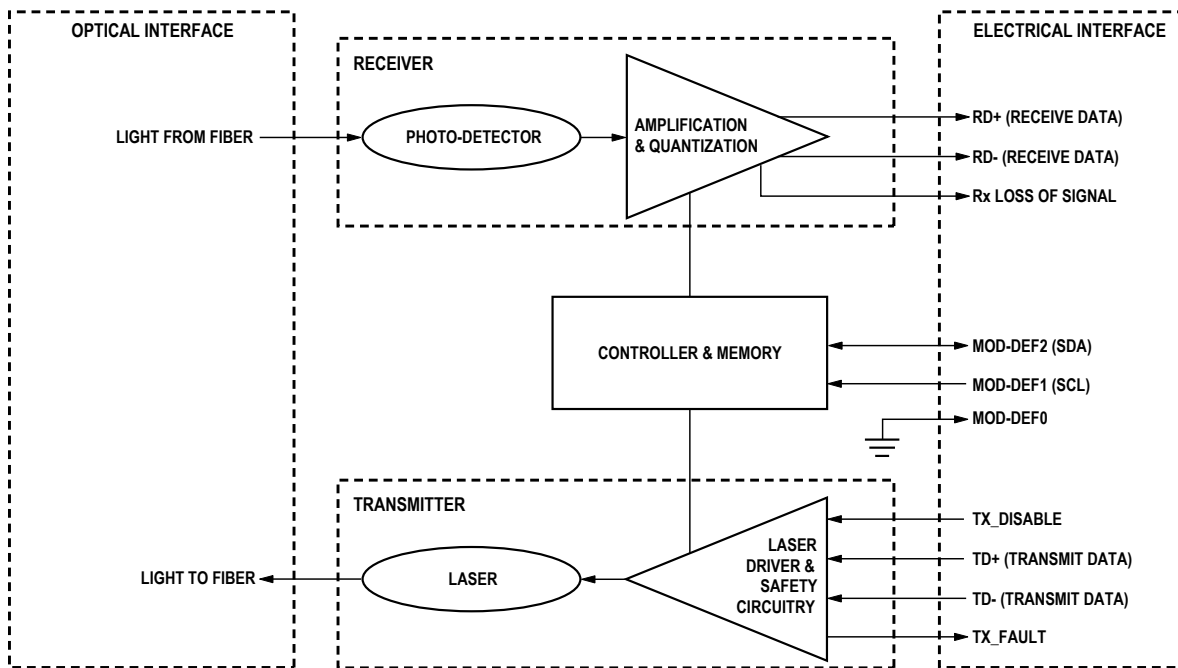 OPTICAL INTERFACE
ELECTRICAL INTERFACE
RECEIVER
LIGHT FROM FIBER
PHOTO-DETECTOR
AMPLIFICATION
& QUANTIZATION
RD+ (RECEIVE DATA)
RD- (RECEIVE DATA)
Rx LOSS OF SIGNAL
CONTROLLER & MEMORY
MOD-DEF2 (SDA)
MOD-DEF1 (SCL)
MOD-DEF0
TRANSMITTER
LIGHT TO FIBER
LASER
LASER
DRIVER &
SAFETY
CIRCUITRY
TX_DISABLE
TD+ (TRANSMIT DATA)
TD- (TRANSMIT DATA)
TX_FAULT